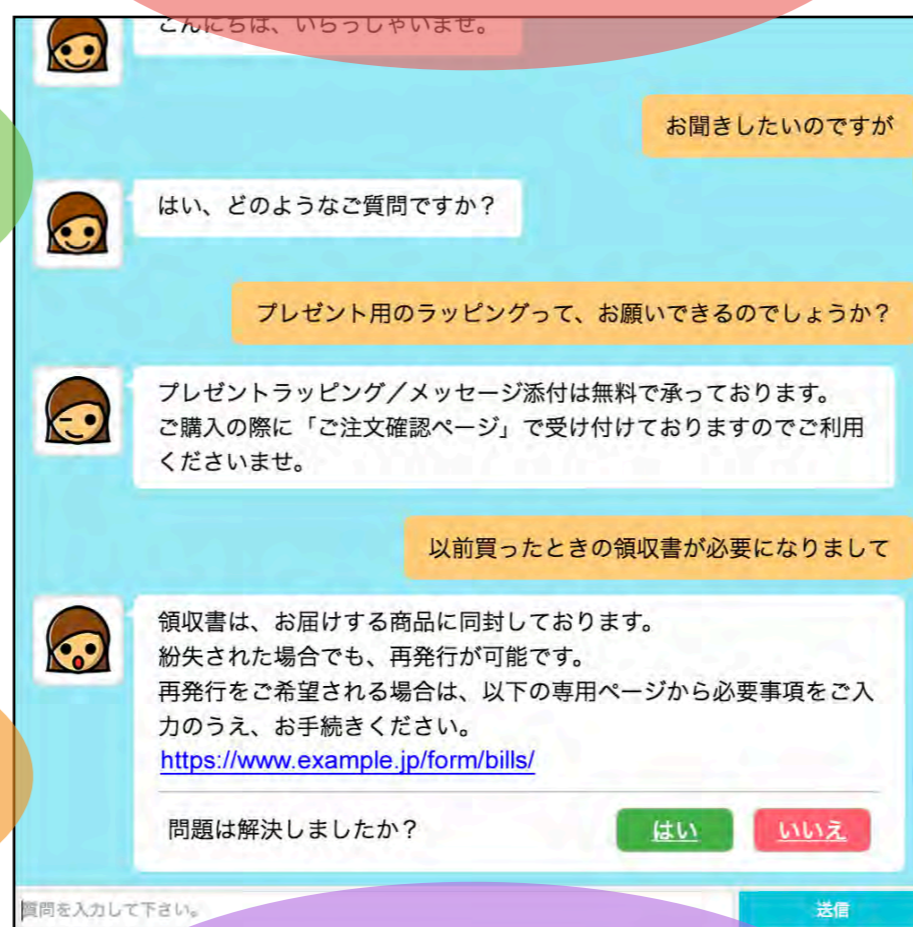 こんにちは、いらっしゃいませ。
お聞きしたいのですが
はい、どのようなご質問ですか？
プレゼント用のラッピングって、お願いできるのでしょうか？
プレゼントラッピング／メッセージ添付は無料で承っております。
ご購入の際に「ご注文確認ページ」で受け付けておりますのでご利用
くださいませ。
以前買ったときの領収書が必要になりまして
領収書は、お届けする商品に同封しております。
紛失された場合でも、再発行が可能です。
再発行をご希望される場合は、以下の専用ページから必要事項をご入
力のうえ、お手続きください。
https://www.example.jp/form/bills/
問題は解決しましたか？
はい
いいえ
質問を入力して下さい。
送信